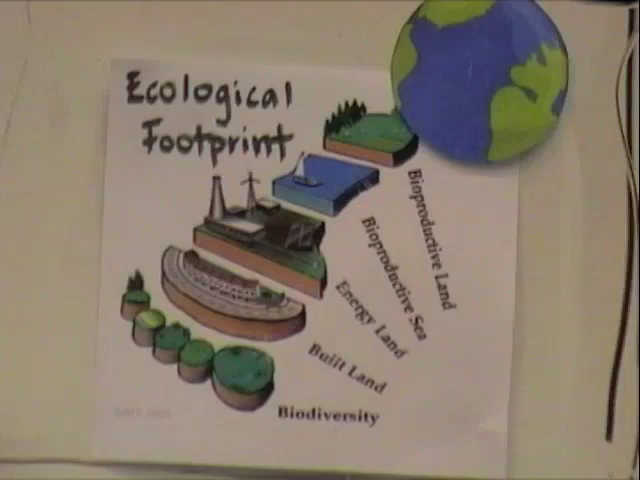 Ecological
Footprint
Bioproductive Land
Bioproductive Sea
Energy Land
Built Land
Biodiversity